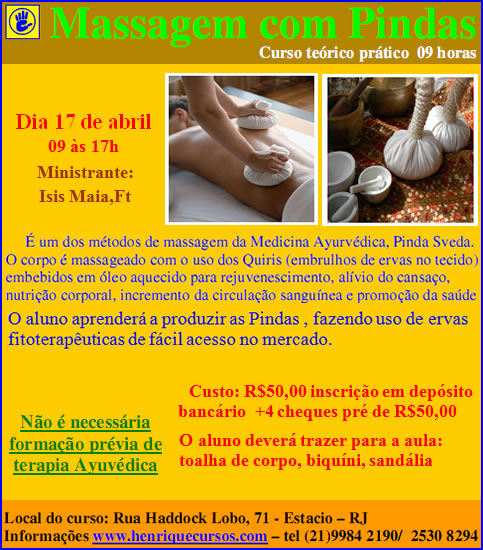 Massagem com Pindas
Curso teórico prático 09 horas
Dia 17 de abril
09 às 17h
Ministrante:
Isis Maia,Ft
É um dos métodos de massagem da Medicina Ayurvédica, Pinda Sveda.
O corpo é massageado com o uso dos Quiris (embrulhos de ervas no tecido)
embebidos em óleo aquecido para rejuvenescimento, alívio do cansaço,
nutrição corporal, incremento da circulação sanguínea e promoção da saúde
O aluno aprenderá a produzir as Pindas , fazendo uso de ervas
fitoterapêuticas de fácil acesso no mercado.
Custo: R$50,00 inscrição em depósito
bancário +4 cheques pré de R$50,00
Não é necessária
formação prévia de
terapia Ayuvédica
O aluno deverá trazer para a aula:
toalha de corpo, biquíni, sandália
Local do curso: Rua Haddock Lobo, 71 - Estacio – RJ
Informações www.henriquecursos.com – tel (21)9984 2190/ 2530 8294